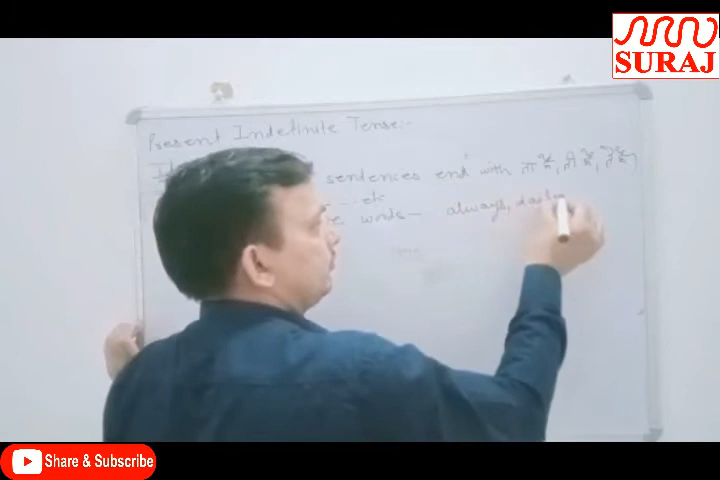 SURAJ
Present Indefinite Tense:-
sentences end with ता है, ती है, ते हैं
--- etc
words- always, daily
Share & Subscribe